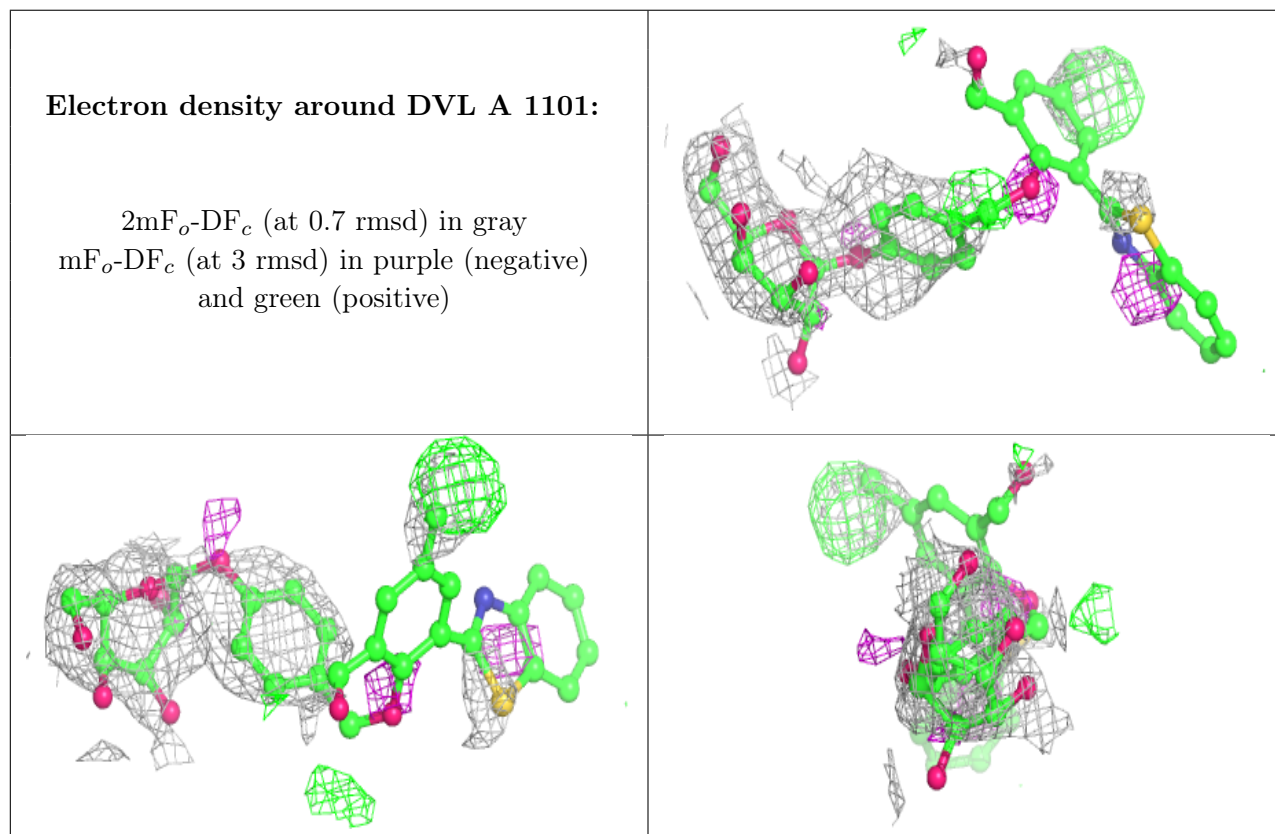 Electron density around DVL A 1101:
2mFₒ-DF𝒸 (at 0.7 rmsd) in gray
mFₒ-DF𝒸 (at 3 rmsd) in purple (negative)
and green (positive)